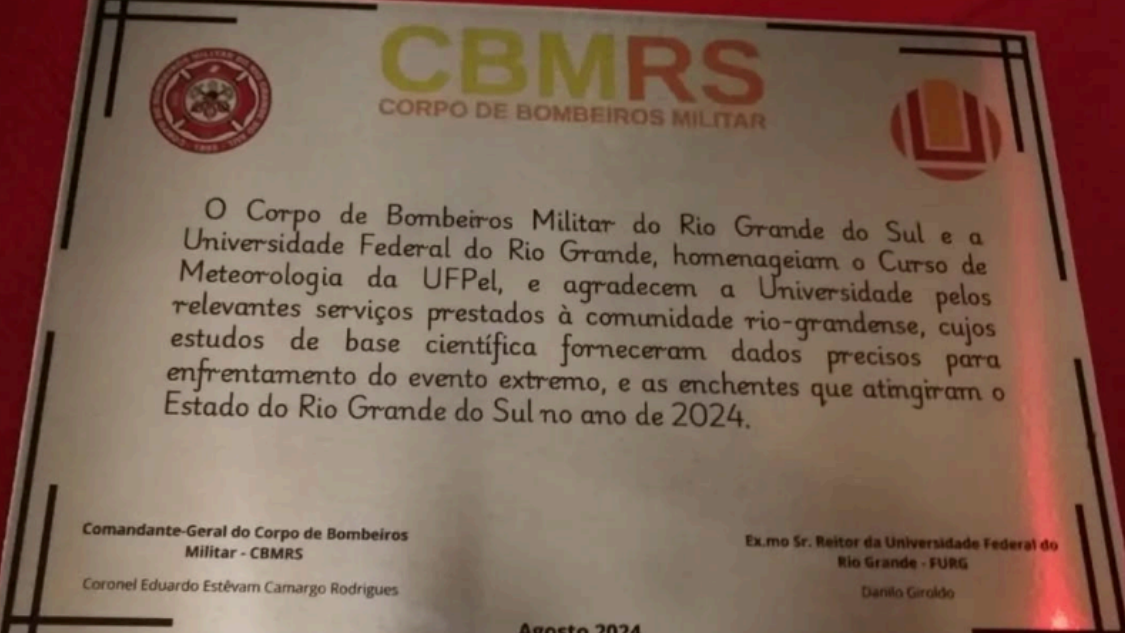 CBMRS
CORPO DE BOMBEIROS MILITAR
O Corpo de Bombeiros Militar do Rio Grande do Sul e a
Universidade Federal do Rio Grande, homenageiam o Curso de
Meteorologia da UFPel, e agradecem a Universidade pelos
relevantes serviços prestados à comunidade rio-grandense, cujos
estudos de base científica forneceram dados precisos para
enfrentamento do evento extremo, e as enchentes que atingiram o
Estado do Rio Grande do Sul no ano de 2024.
Comandante-Geral do Corpo de Bombeiros
Militar - CBMRS
Coronel Eduardo Estêvam Camargo Rodrigues
Ex.mo Sr. Reitor da Universidade Federal do
Rio Grande - FURG
Danilo Giroldo
Agosto 2024